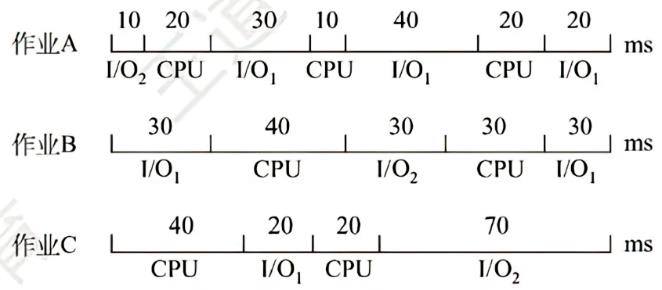 10 20 30 10 40 20 20
作业A ms
I/O₂ CPU I/O₁ CPU I/O₁ CPU I/O₁
30 40 30 30 30
作业B ms
I/O₁ CPU I/O₂ CPU I/O₁
40 20 20 70
作业C ms
CPU I/O₁ CPU I/O₂
王道